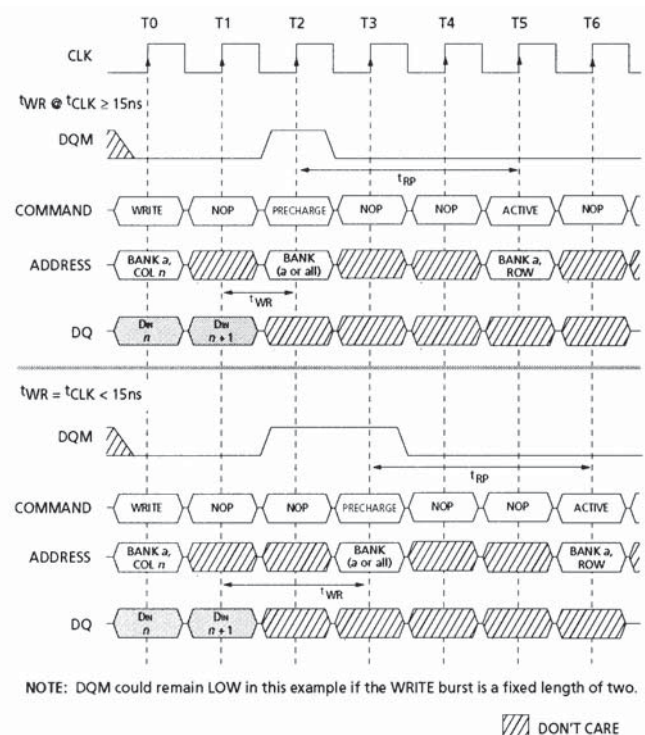 T0 T1 T2 T3 T4 T5 T6
CLK
tWR @ tCLK ≥ 15ns
DQM
tRP
COMMAND WRITE NOP PRECHARGE NOP NOP ACTIVE NOP
ADDRESS BANK a, COL n BANK (a or all) BANK a, ROW
tWR
DQ DIN n DIN n + 1
tWR = tCLK < 15ns
DQM
tRP
COMMAND WRITE NOP NOP PRECHARGE NOP NOP ACTIVE
ADDRESS BANK a, COL n BANK (a or all) BANK a, ROW
tWR
DQ DIN n DIN n + 1
NOTE: DQM could remain LOW in this example if the WRITE burst is a fixed length of two.
DON'T CARE